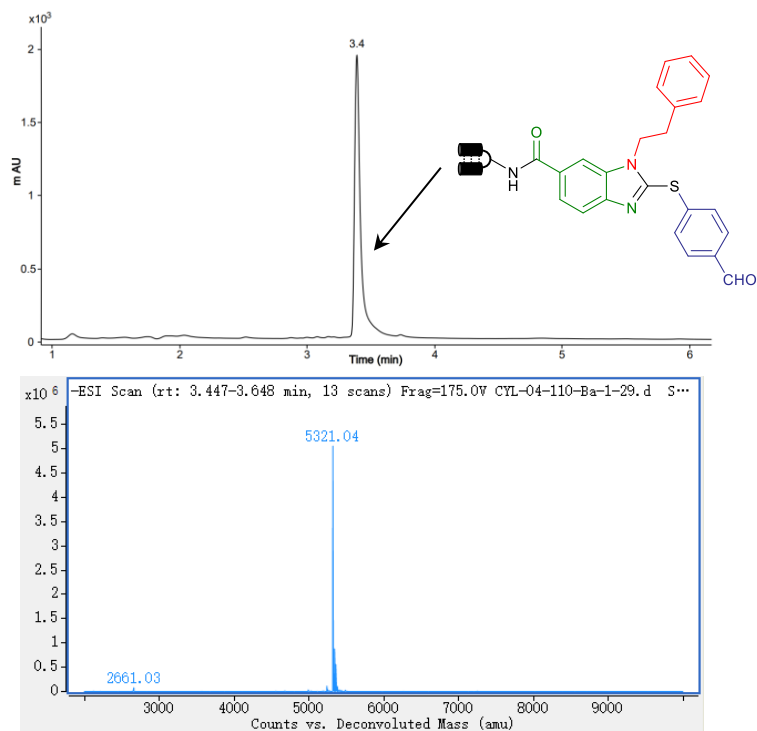 x10³
2
1.5
1
0.5
0
m AU
3.4
1
2
3
4
5
6
Time (min)
O
N
H
N
N
S
CHO
x10 6
-ESI Scan (rt: 3.447-3.648 min, 13 scans) Frag=175.0V CYL-04-110-Ba-1-29.d S⋯
5.5
5
4.5
4
3.5
3
2.5
2
1.5
1
0.5
0
5321.04
2661.03
3000
4000
5000
6000
7000
8000
9000
Counts vs. Deconvoluted Mass (amu)